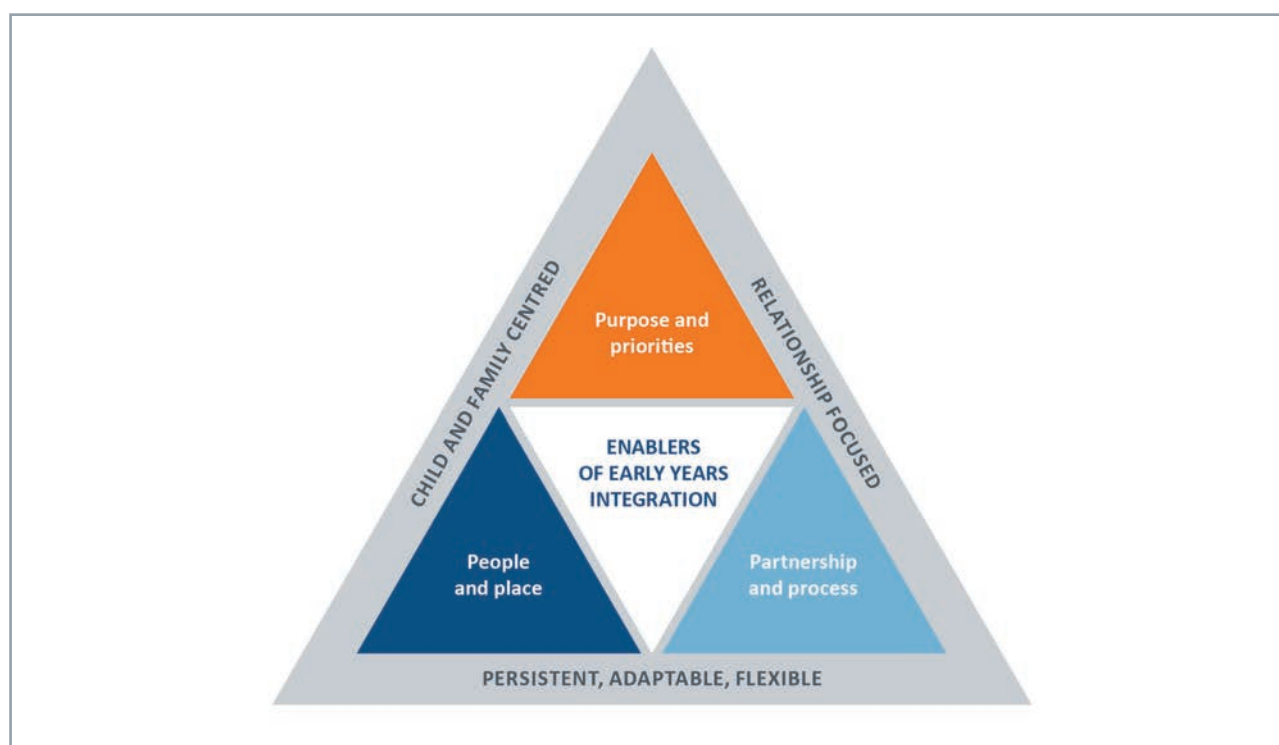 CHILD AND FAMILY CENTRED
RELATIONSHIP FOCUSED
Purpose and
priorities
ENABLERS
OF EARLY YEARS
INTEGRATION
People
and place
Partnership
and process
PERSISTENT, ADAPTABLE, FLEXIBLE